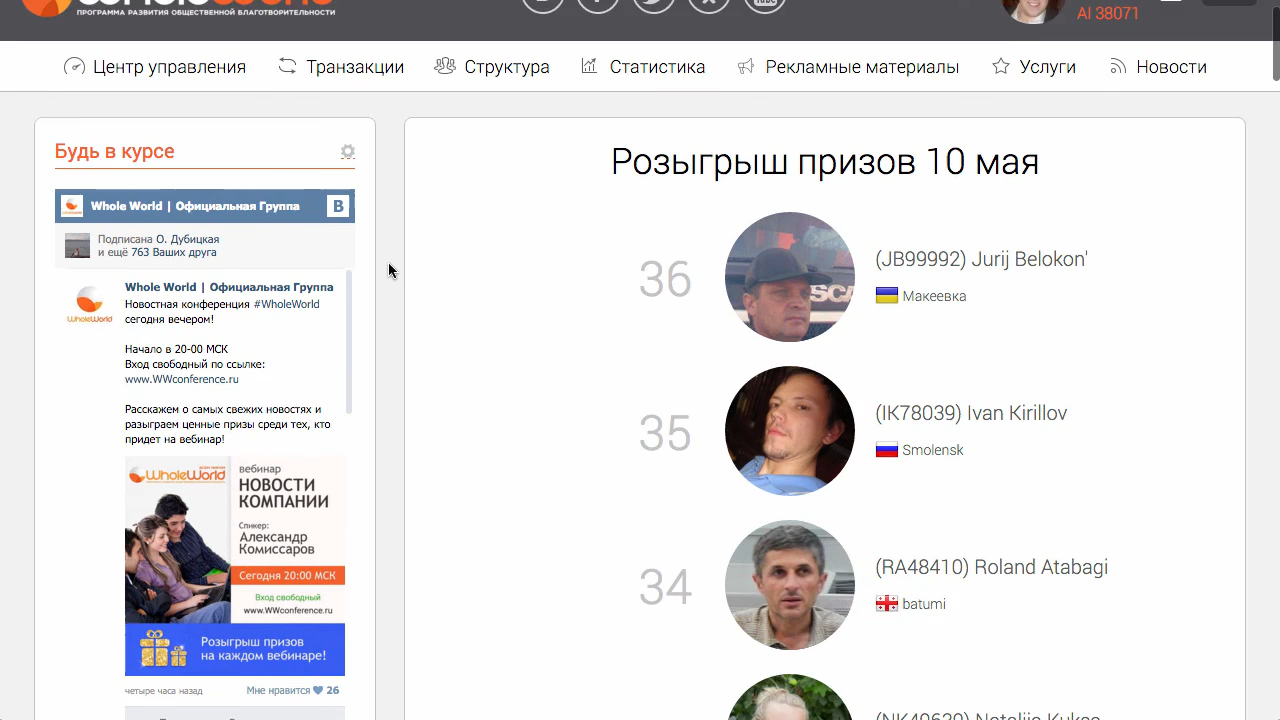 WholeWorld
ПРОГРАММА РАЗВИТИЯ ОБЩЕСТВЕННОЙ БЛАГОТВОРИТЕЛЬНОСТИ
You
AI 38071
Центр управления
Транзакции
Структура
Статистика
Рекламные материалы
Услуги
Новости
Будь в курсе
Whole World | Официальная Группа
B
Подписана О. Дубицкая
и ещё 763 Ваших друга
Whole World | Официальная Группа
Новостная конференция #WholeWorld
сегодня вечером!
WholeWorld
Начало в 20-00 МСК
Вход свободный по ссылке:
www.WWconference.ru
Расскажем о самых свежих новостях и
разыграем ценные призы среди тех, кто
придет на вебинар!
WholeWorld
вебинар
НОВОСТИ
КОМПАНИИ
Спикер:
Александр
Комиссаров
Сегодня 20:00 МСК
Вход свободный
www.WWconference.ru
Розыгрыш призов
на каждом вебинаре!
четыре часа назад
Мне нравится 26
Розыгрыш призов 10 мая
36
(JB99992) Jurij Belokon'
Макеевка
35
(IK78039) Ivan Kirillov
Smolensk
34
(RA48410) Roland Atabagi
batumi